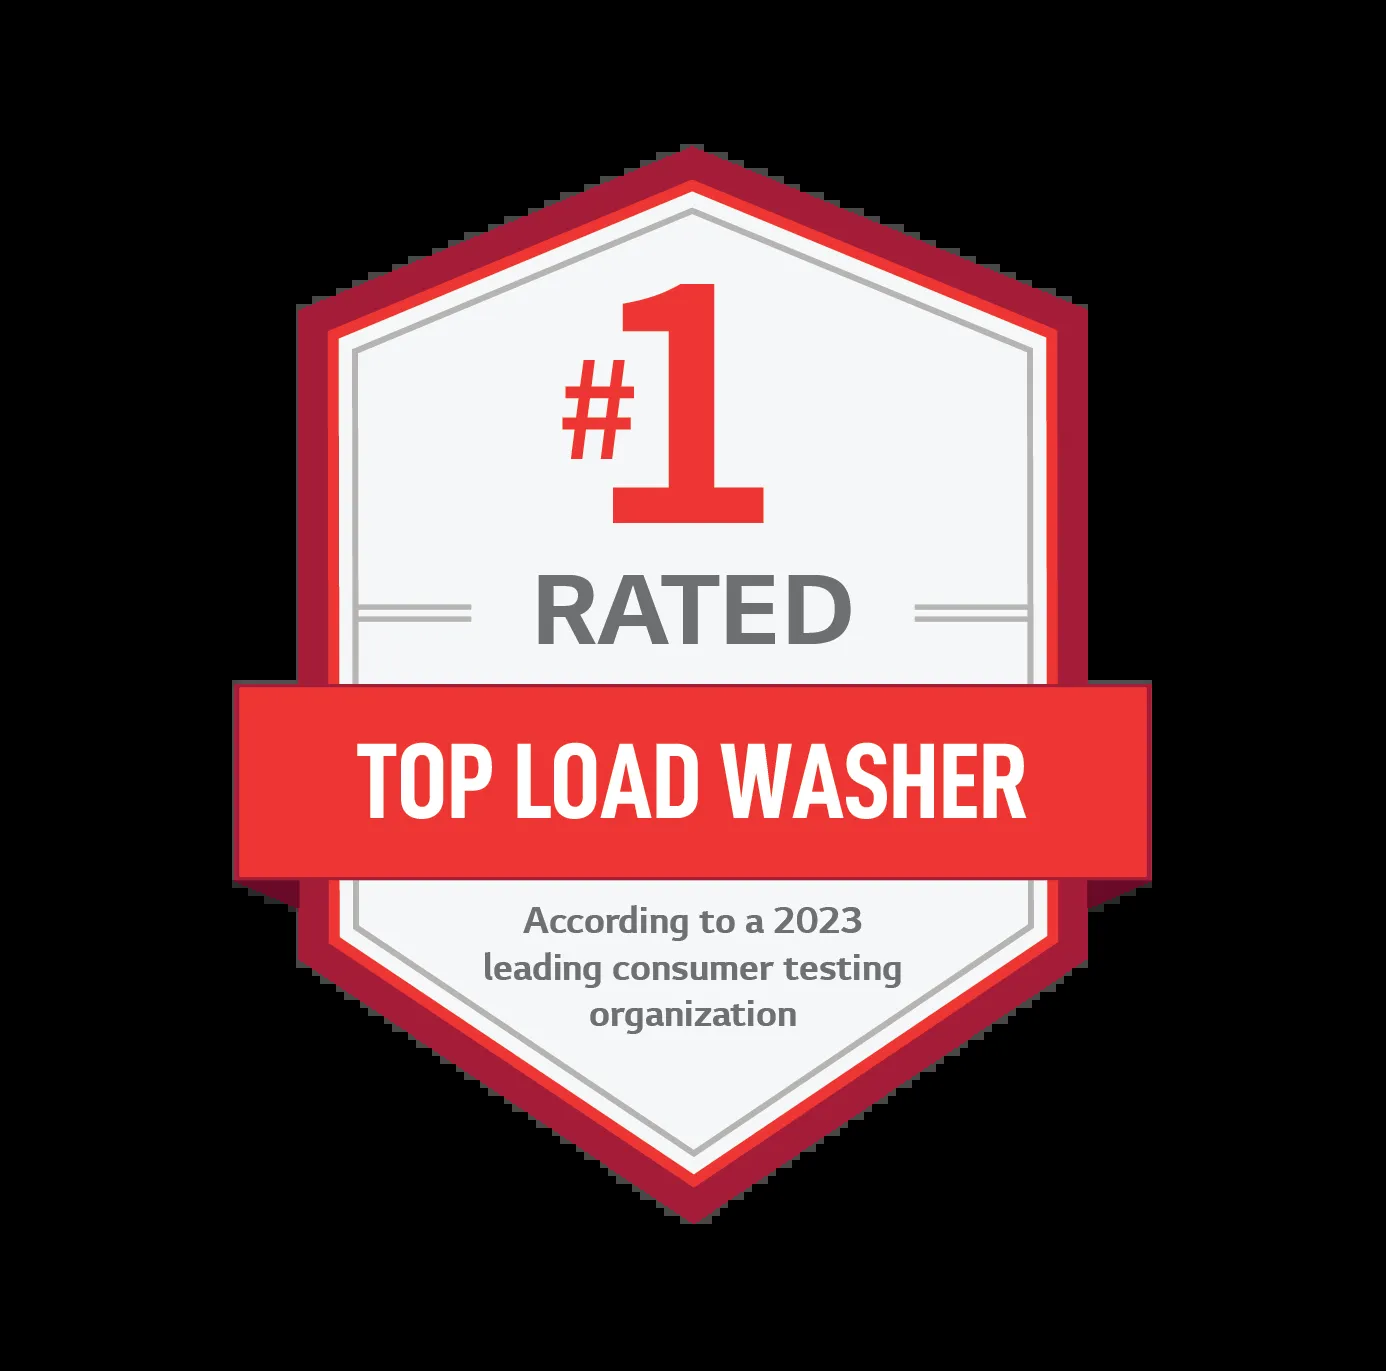 #1
RATED
TOP LOAD WASHER
According to a 2023
leading consumer testing
organization